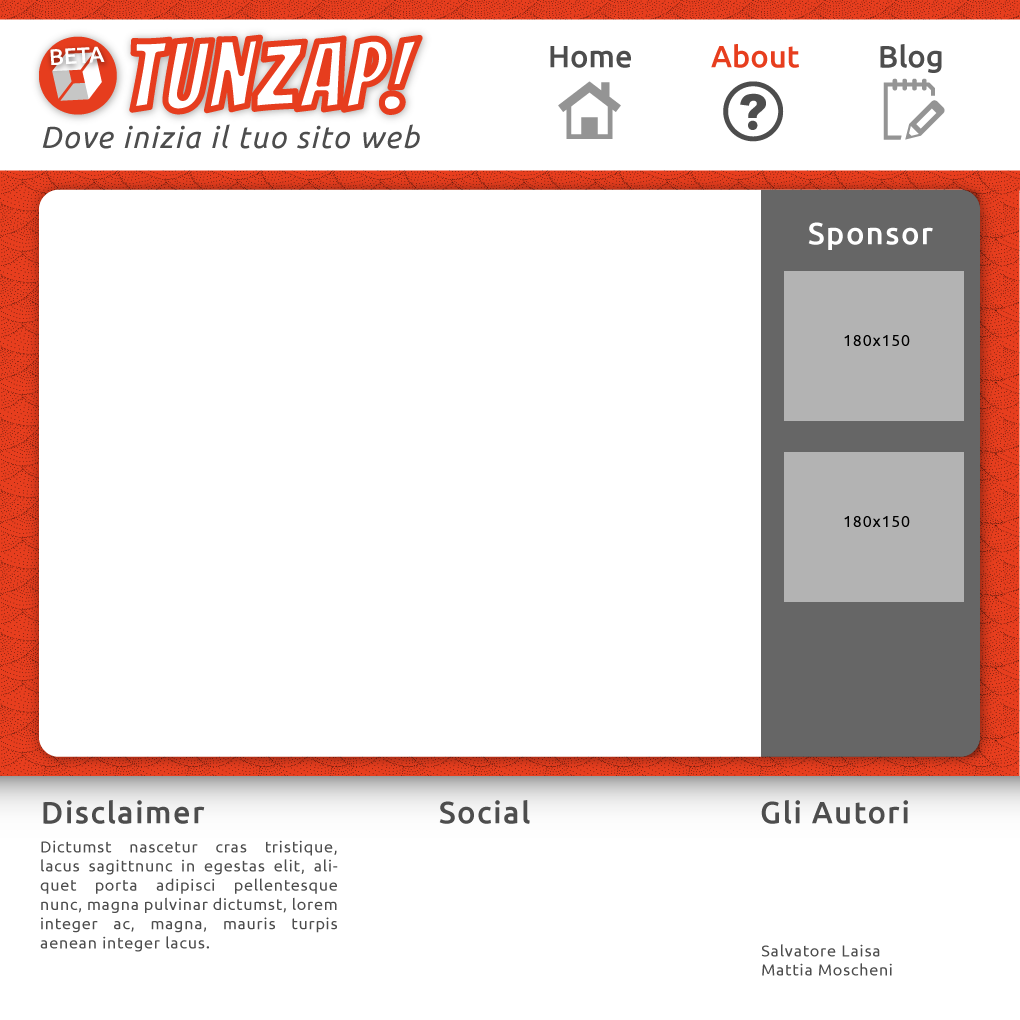 BETA
TUNZAP!
Dove inizia il tuo sito web
Home
About
Blog
Sponsor
180x150
180x150
Disclaimer
Dictumst nascetur cras tristique,
lacus sagittnunc in egestas elit, ali-
quet porta adipisci pellentesque
nunc, magna pulvinar dictumst, lorem
integer ac, magna, mauris turpis
aenean integer lacus.
Social
Gli Autori
Salvatore Laisa
Mattia Moscheni